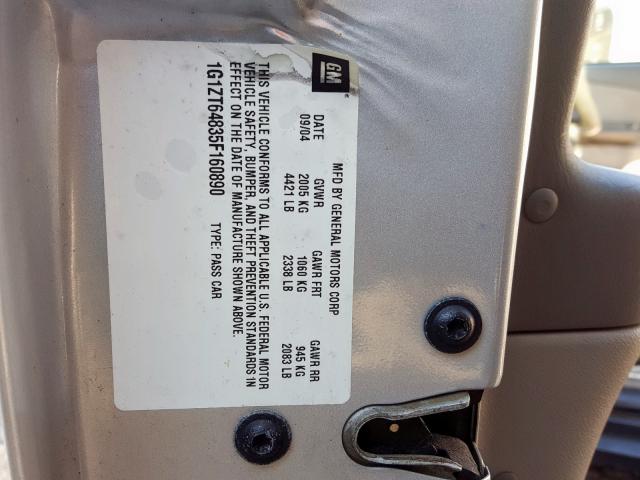 GM
MFD BY GENERAL MOTORS CORP
DATE GVWR GAWR FRT GAWR RR
09/04 2005 KG 1060 KG 945 KG
4421 LB 2338 LB 2083 LB
THIS VEHICLE CONFORMS TO ALL APPLICABLE U.S. FEDERAL MOTOR
VEHICLE SAFETY, BUMPER, AND THEFT PREVENTION STANDARDS IN
EFFECT ON THE DATE OF MANUFACTURE SHOWN ABOVE.
1G1ZT64835F160890 TYPE: PASS CAR